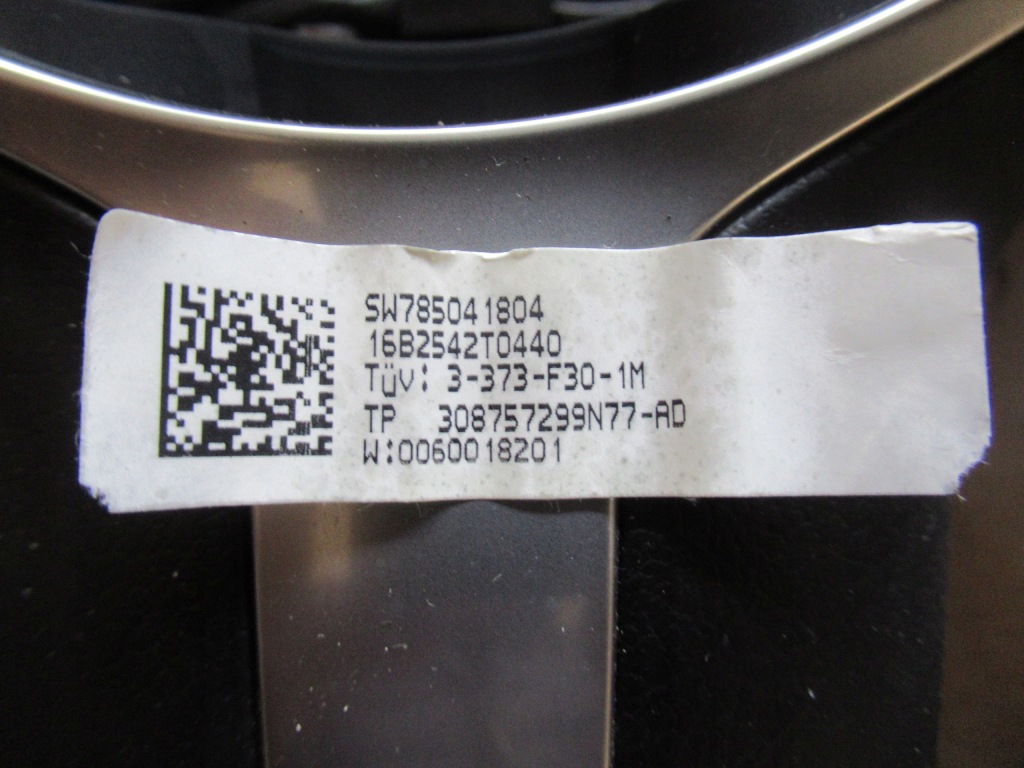 SW785041804
16B2542T0440
Tüv: 3-373-F30-1M
TP 308757299N77-AD
W:0060018201